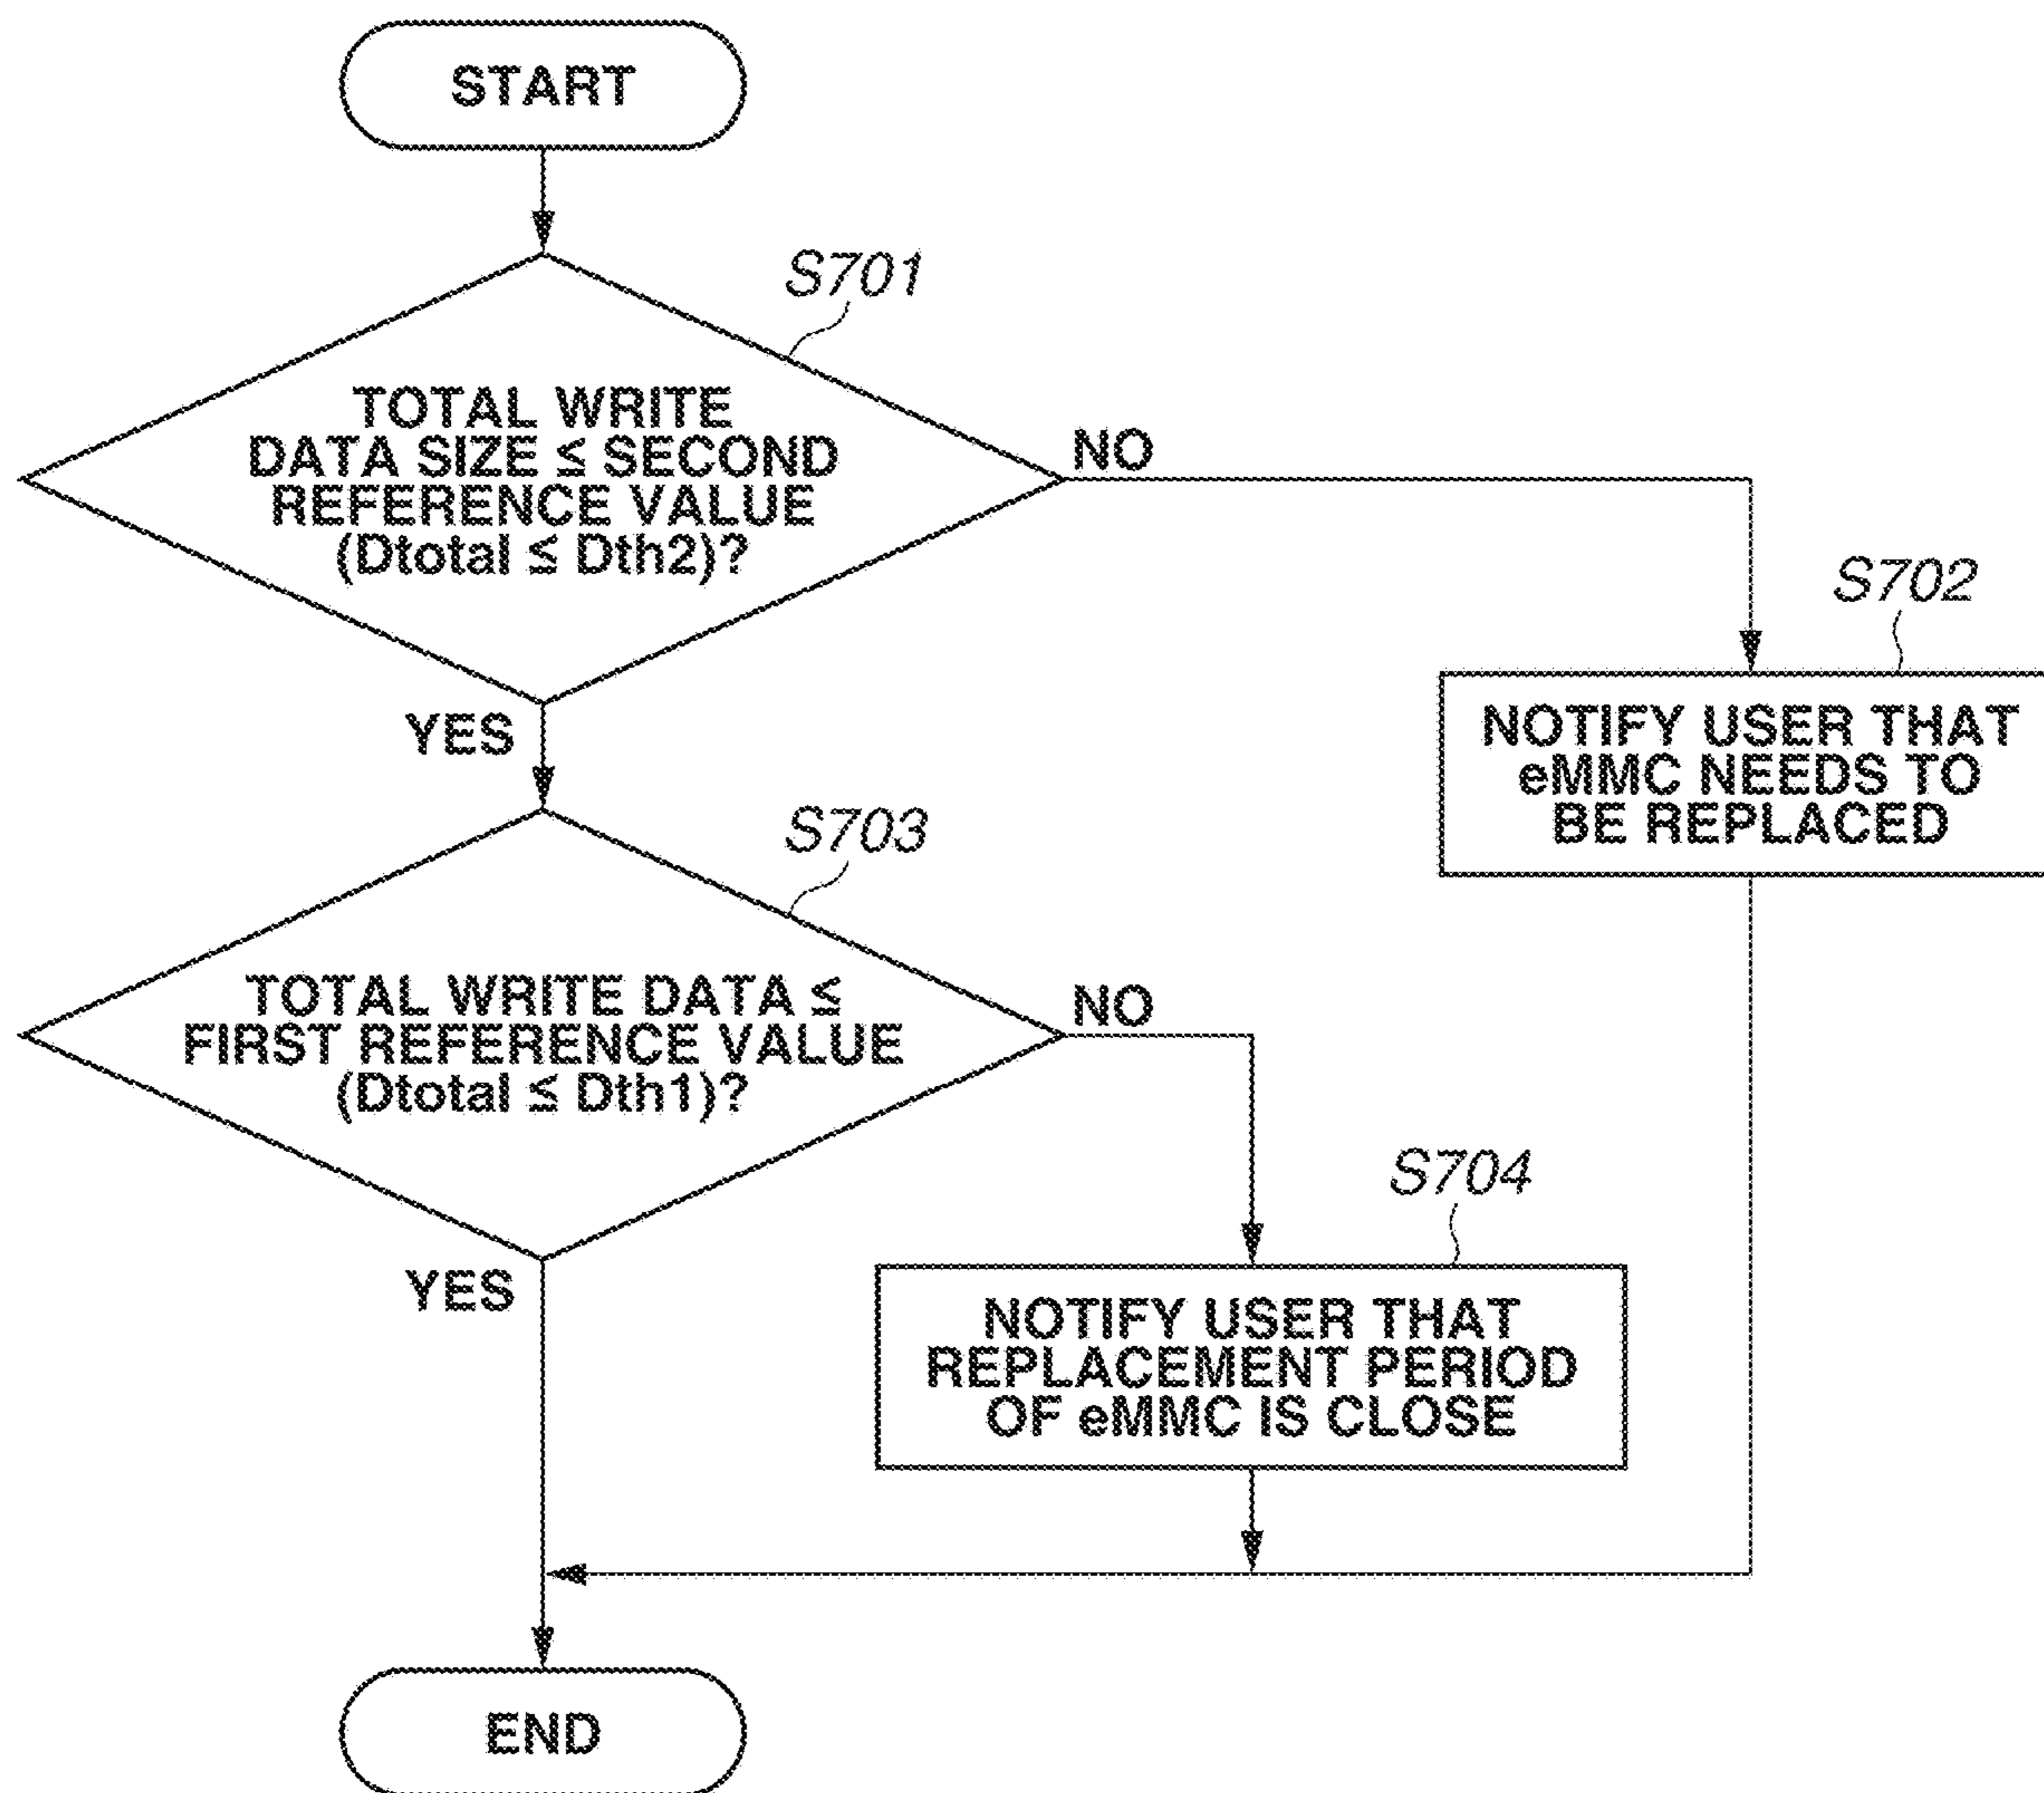 START
S701
TOTAL WRITE
DATA SIZE ≤ SECOND
REFERENCE VALUE
(Dtotal ≤ Dth2)?
NO
YES
S702
NOTIFY USER THAT
eMMC NEEDS TO
BE REPLACED
S703
TOTAL WRITE DATA ≤
FIRST REFERENCE VALUE
(Dtotal ≤ Dth1)?
NO
YES
S704
NOTIFY USER THAT
REPLACEMENT PERIOD
OF eMMC IS CLOSE
END